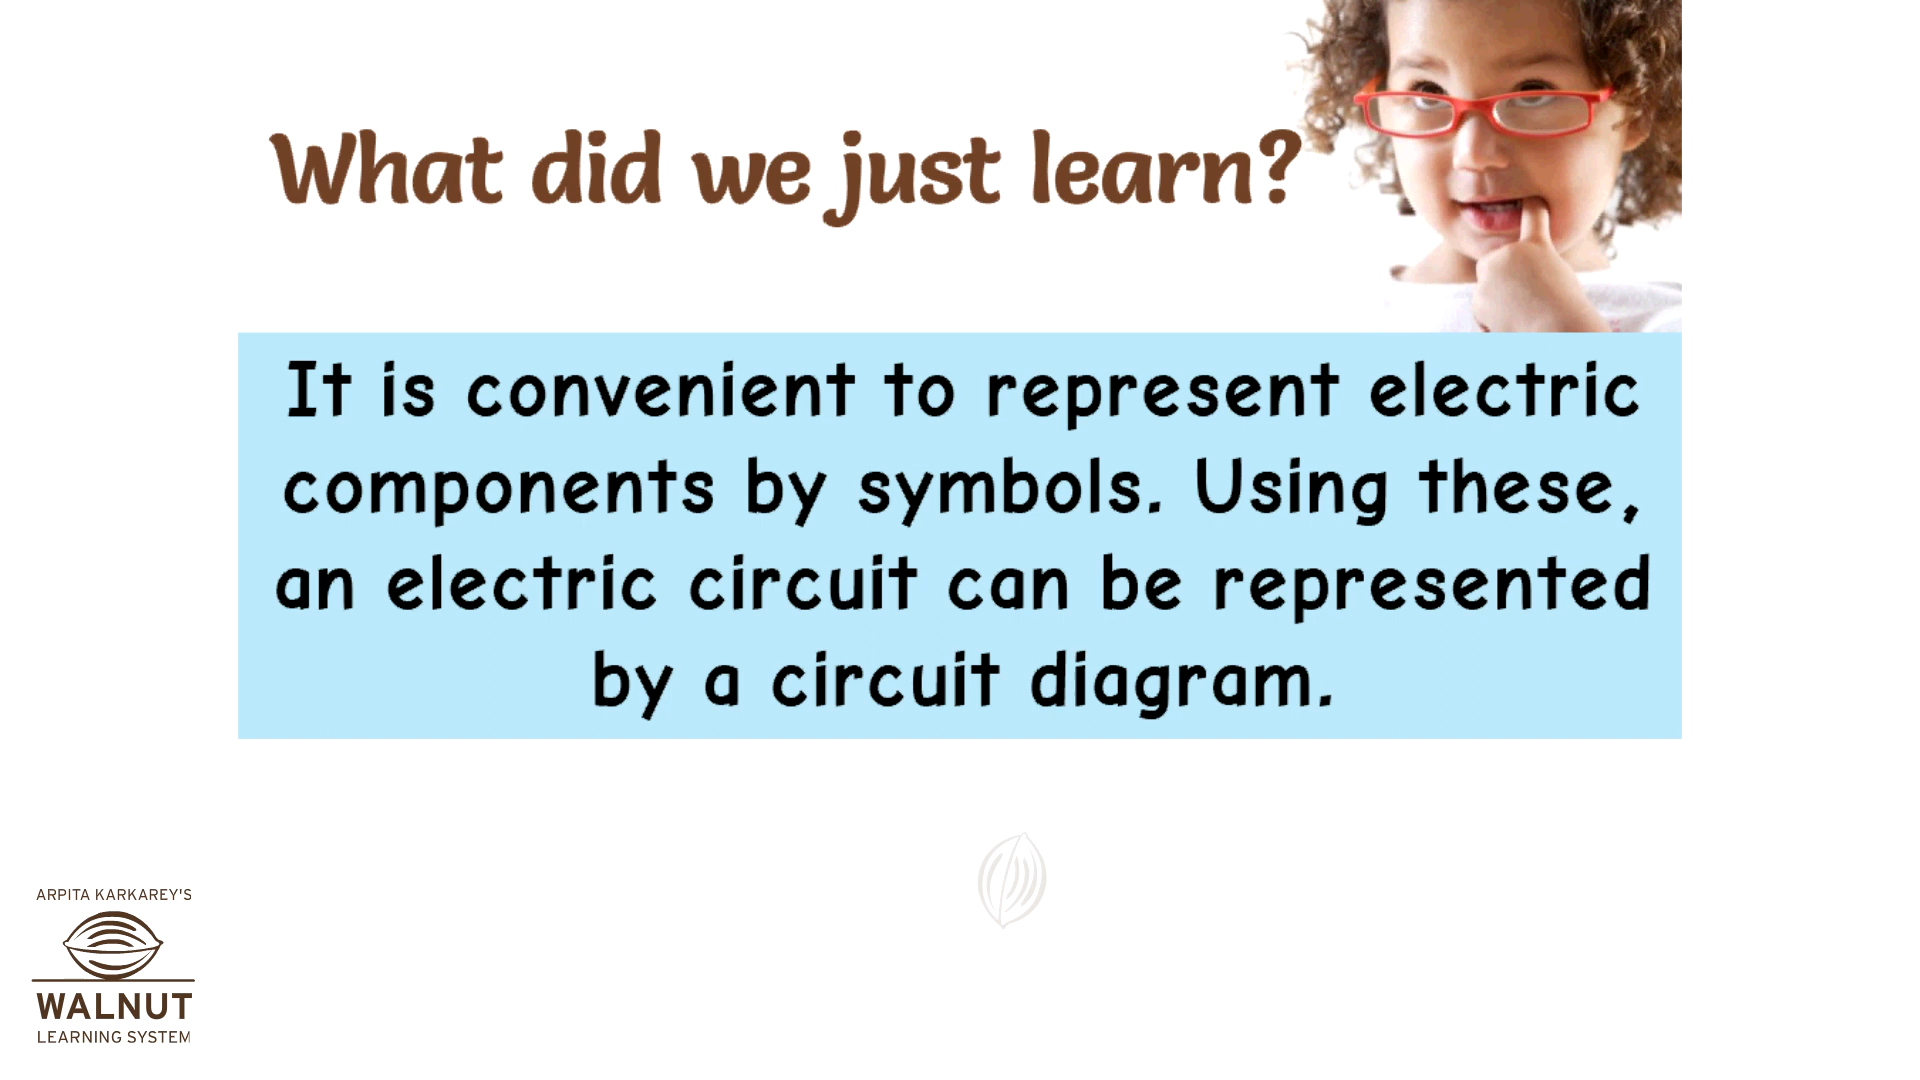 What did we just learn?
It is convenient to represent electric
components by symbols. Using these,
an electric circuit can be represented
by a circuit diagram.
ARPITA KARKAREY'S
WALNUT
LEARNING SYSTEM